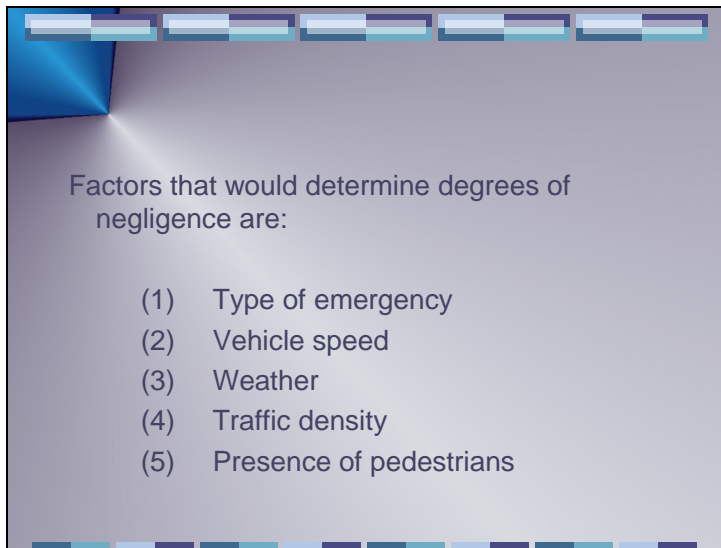 Factors that would determine degrees of
negligence are:
(1) Type of emergency
(2) Vehicle speed
(3) Weather
(4) Traffic density
(5) Presence of pedestrians